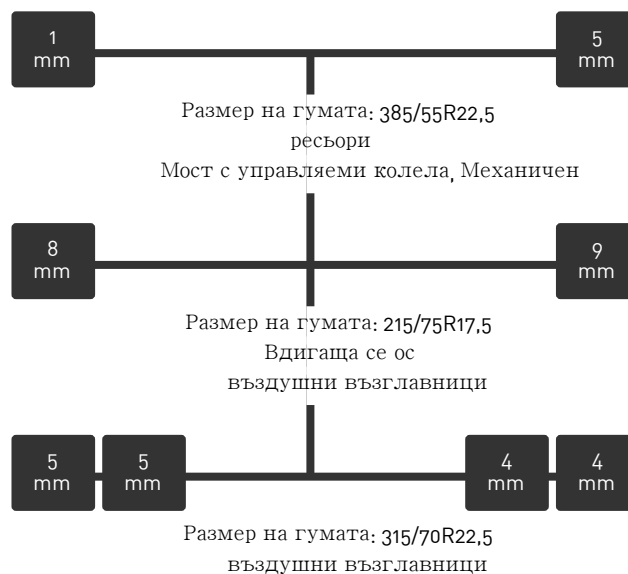 1
mm
5
mm
Размер на гумата: 385/55R22,5
ресьори
Мост с управляеми колела, Механичен
8
mm
9
mm
Размер на гумата: 215/75R17,5
Вдигаща се ос
въздушни възглавници
5
mm
5
mm
4
mm
4
mm
Размер на гумата: 315/70R22,5
въздушни възглавници